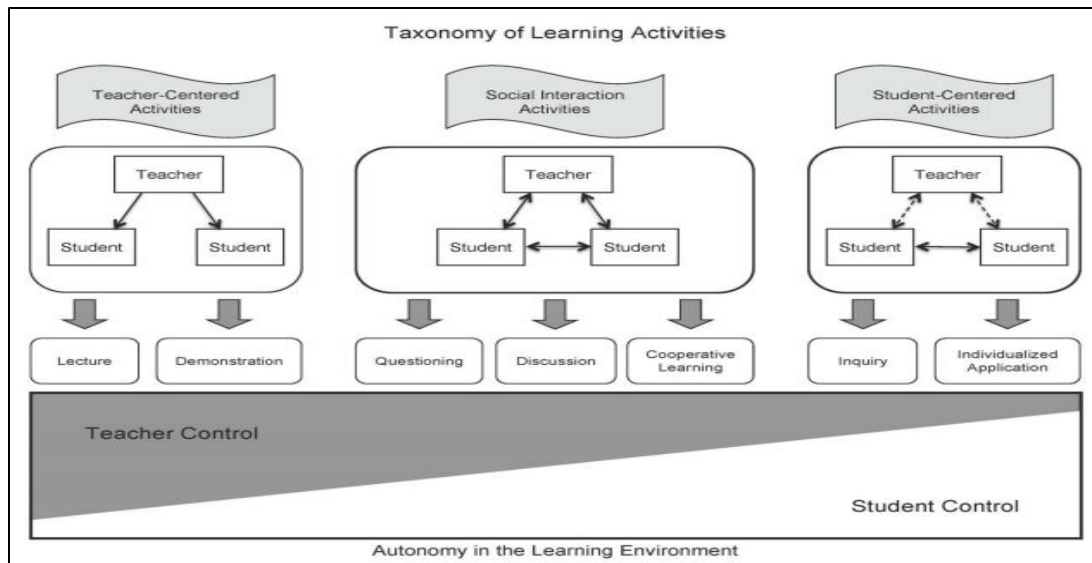 Taxonomy of Learning Activities
Teacher-Centered
Activities
Social Interaction
Activities
Student-Centered
Activities
Teacher
Student
Student
Teacher
Student
Student
Teacher
Student
Student
Lecture
Demonstration
Questioning
Discussion
Cooperative
Learning
Inquiry
Individualized
Application
Teacher Control
Student Control
Autonomy in the Learning Environment